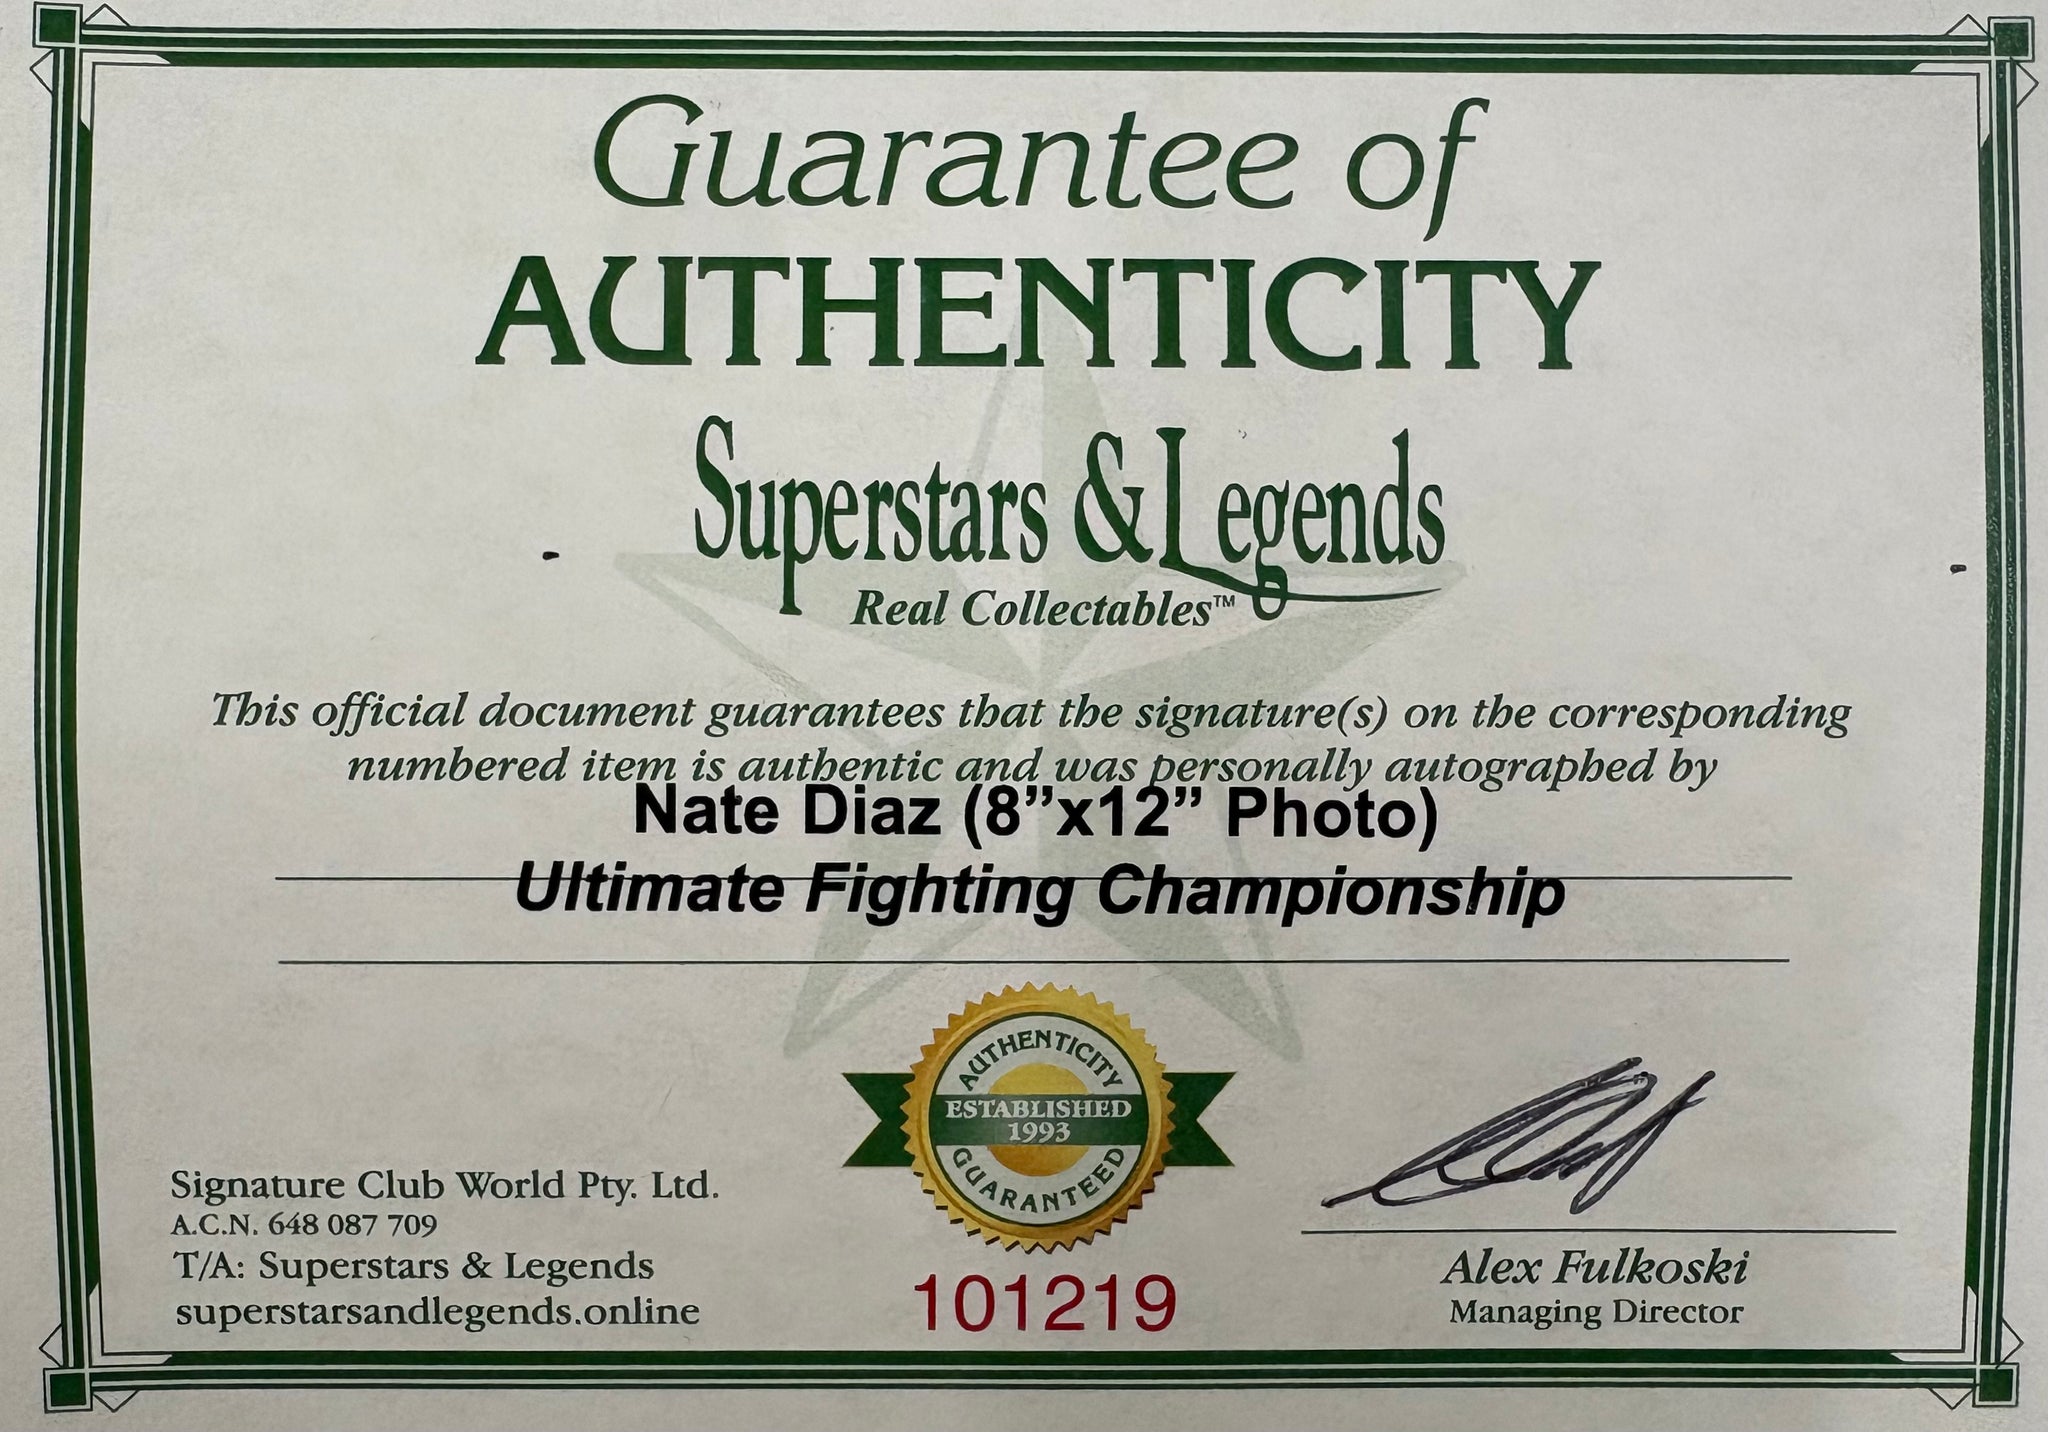 Guarantee of
AUTHENTICITY
Superstars & Legends
Real Collectables™
This official document guarantees that the signature(s) on the corresponding
numbered item is authentic and was personally autographed by
Nate Diaz (8”x12” Photo)
Ultimate Fighting Championship
AUTHENTICITY
ESTABLISHED
1993
GUARANTEED
Signature Club World Pty. Ltd.
A.C.N. 648 087 709
T/A: Superstars & Legends
superstarsandlegends.online
101219
Alex Fulkoski
Managing Director